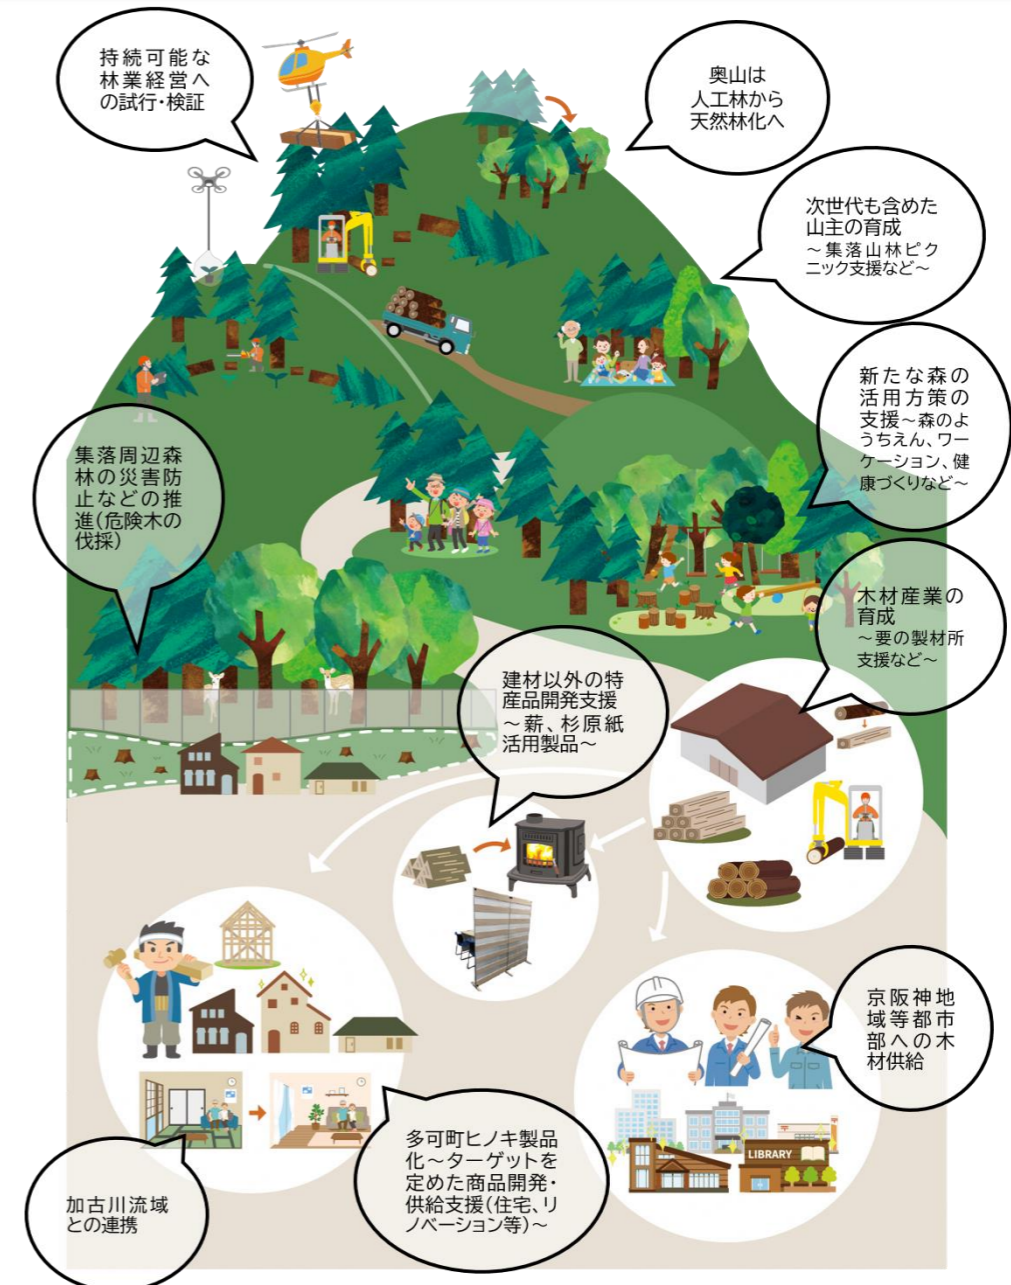 持続可能な
林業経営へ
の試行・検証
奥山は
人工林から
天然林化へ
次世代も含めた
山主の育成
～集落山林ピク
ニック支援など～
新たな森の
活用方策の
支援～森のよ
うちえん、ワー
ケーション、健
康づくりなど～
集落周辺森
林の災害防
止などの推
進(危険木の
伐採)
木材産業の
育成
～要の製材所
支援など～
建材以外の特
産品開発支援
～薪、杉原紙
活用製品～
京阪神地
域等都市
部への木
材供給
LIBRARY
多可町ヒノキ製品
化～ターゲットを
定めた商品開発・
供給支援(住宅、リ
ノベーション等)～
加古川流域
との連携